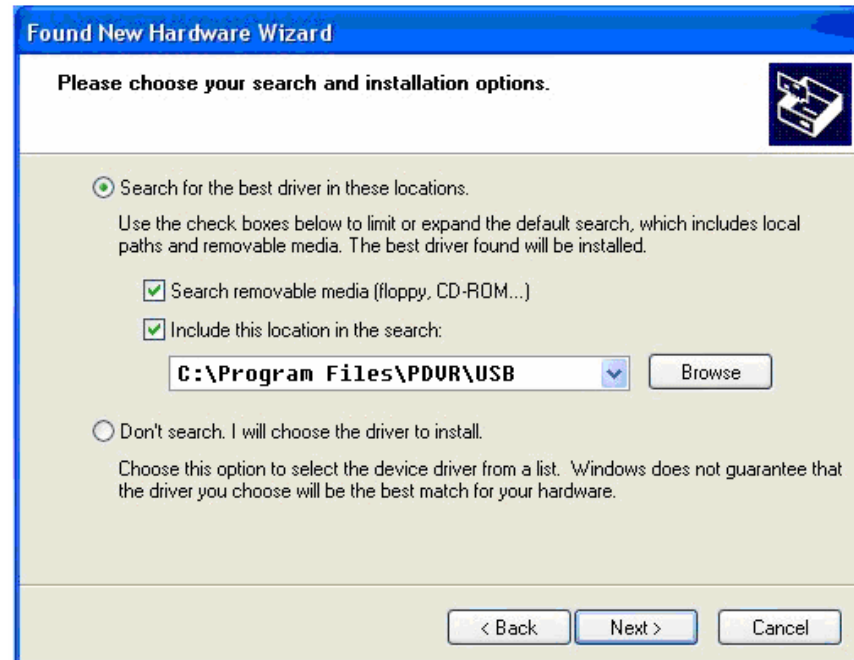 Found New Hardware Wizard
Please choose your search and installation options.
Search for the best driver in these locations.
Use the check boxes below to limit or expand the default search, which includes local
paths and removable media. The best driver found will be installed.
Search removable media (floppy, CD-ROM...)
Include this location in the search:
C:\Program Files\PDVR\USB
Browse
Don't search. I will choose the driver to install.
Choose this option to select the device driver from a list. Windows does not guarantee that
the driver you choose will be the best match for your hardware.
< Back
Next >
Cancel